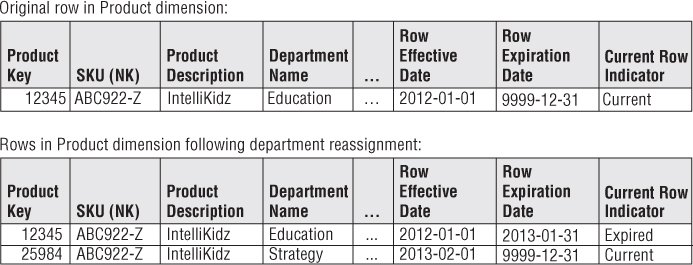 Original row in Product dimension:
Product Key SKU (NK) Product Description Department Name ... Row Effective Date Row Expiration Date Current Row Indicator
12345 ABC922-Z IntelliKidz Education ... 2012-01-01 9999-12-31 Current
Rows in Product dimension following department reassignment:
Product Key SKU (NK) Product Description Department Name ... Row Effective Date Row Expiration Date Current Row Indicator
12345 ABC922-Z IntelliKidz Education ... 2012-01-01 2013-01-31 Expired
25984 ABC922-Z IntelliKidz Strategy ... 2013-02-01 9999-12-31 Current